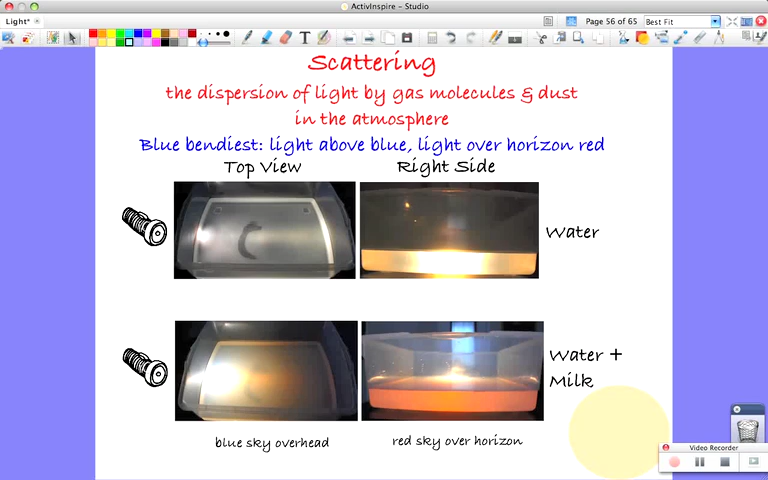 ActivInspire - Studio
Light*
Page 56 of 65
Best Fit
Scattering
the dispersion of light by gas molecules & dust
in the atmosphere
Blue bendiest: light above blue, light over horizon red
Top View
Right Side
Water
Water +
Milk
blue sky overhead
red sky over horizon
Video Recorder